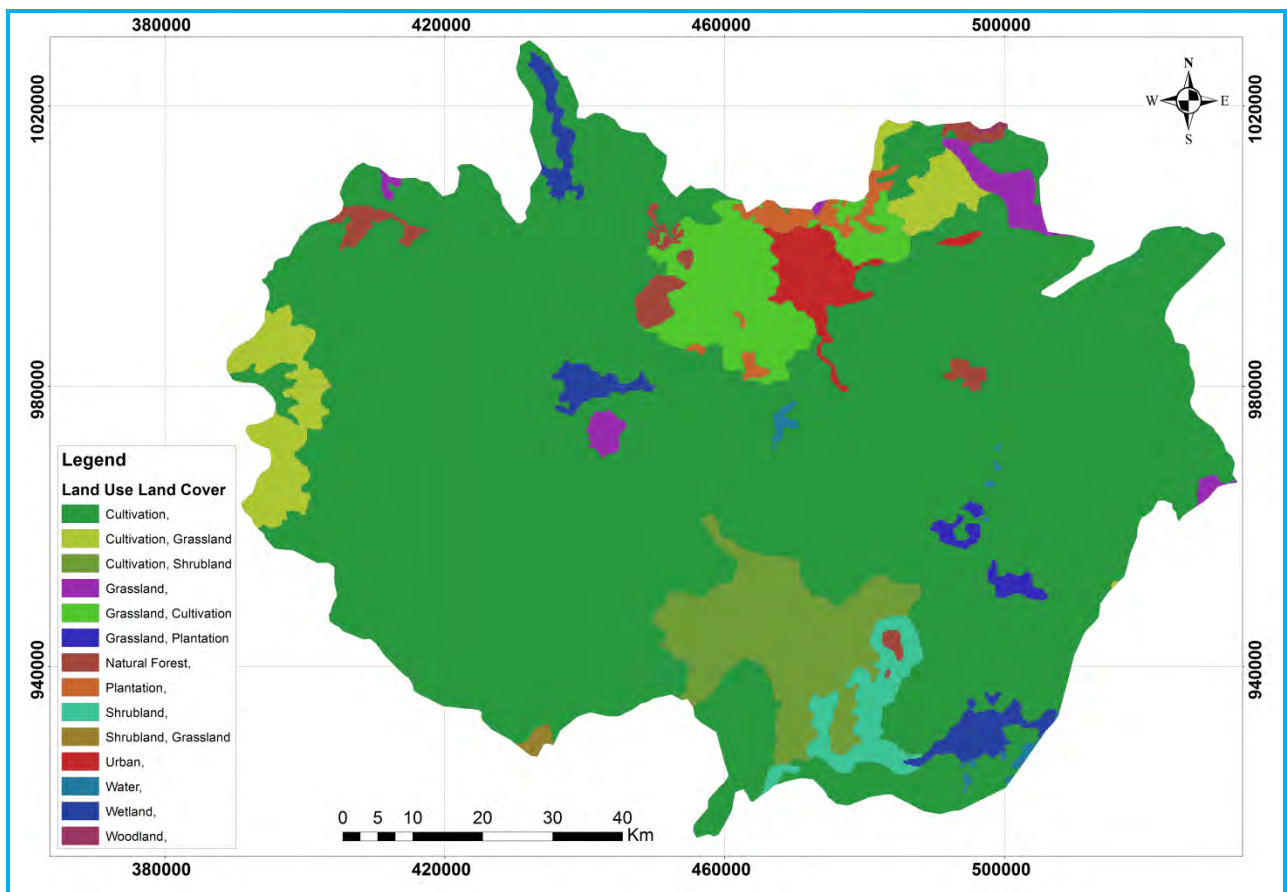 380000 420000 460000 500000
N
W E
S
1020000 1020000
980000 980000
940000 940000
Legend
Land Use Land Cover
Cultivation,
Cultivation, Grassland
Cultivation, Shrubland
Grassland,
Grassland, Cultivation
Grassland, Plantation
Natural Forest,
Plantation,
Shrubland,
Shrubland, Grassland
Urban,
Water,
Wetland,
Woodland,
0 5 10 20 30 40
Km
380000 420000 460000 500000